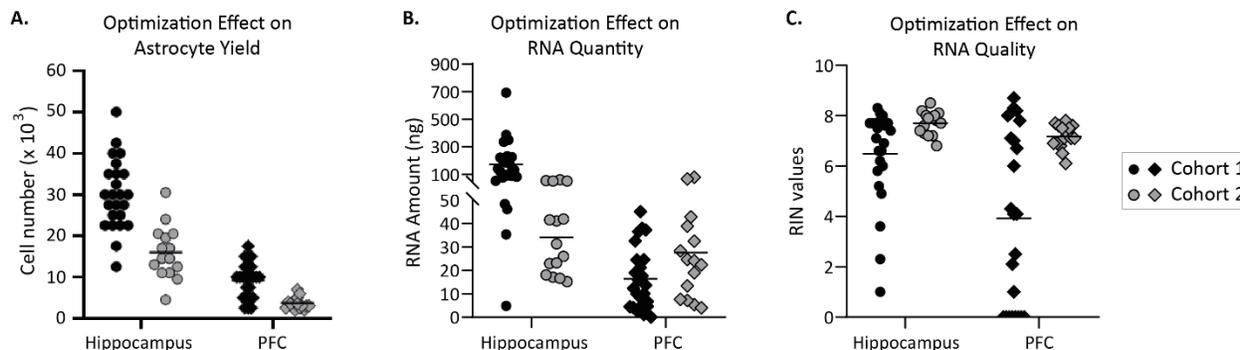 A.
Optimization Effect on
Astrocyte Yield
Cell number (x 10³)
60
50
40
30
20
10
0
Hippocampus
PFC
B.
Optimization Effect on
RNA Quantity
RNA Amount (ng)
900
700
500
300
100
50
40
30
20
10
0
Hippocampus
PFC
C.
Optimization Effect on
RNA Quality
RIN values
10
8
6
4
2
0
Hippocampus
PFC
Cohort 1
Cohort 2